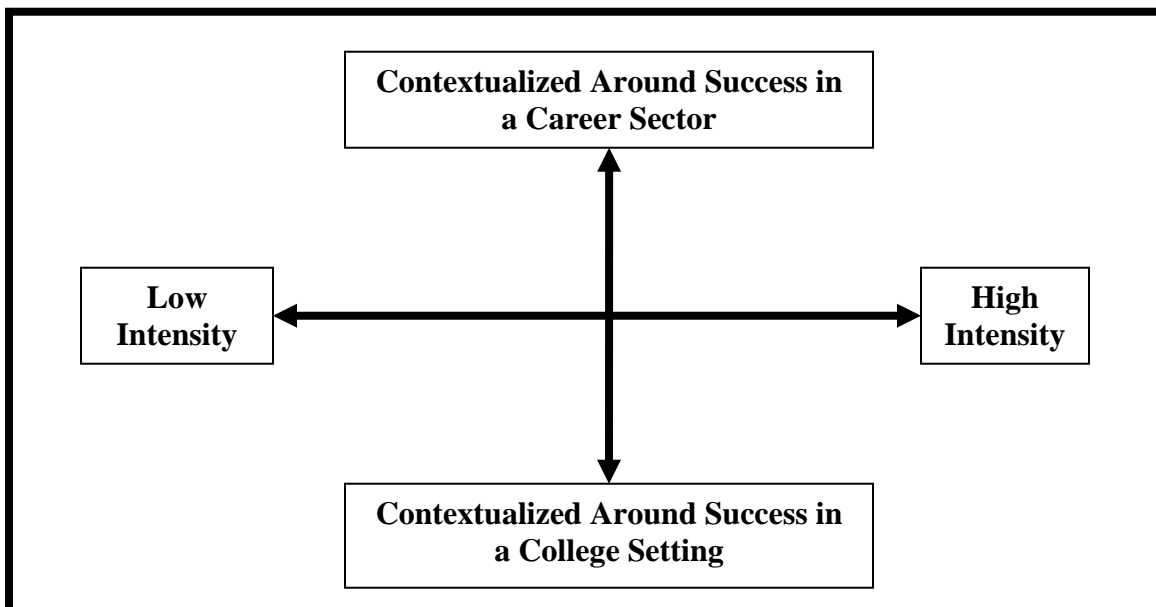 Contextualized Around Success in
a Career Sector
Low
Intensity
High
Intensity
Contextualized Around Success in
a College Setting